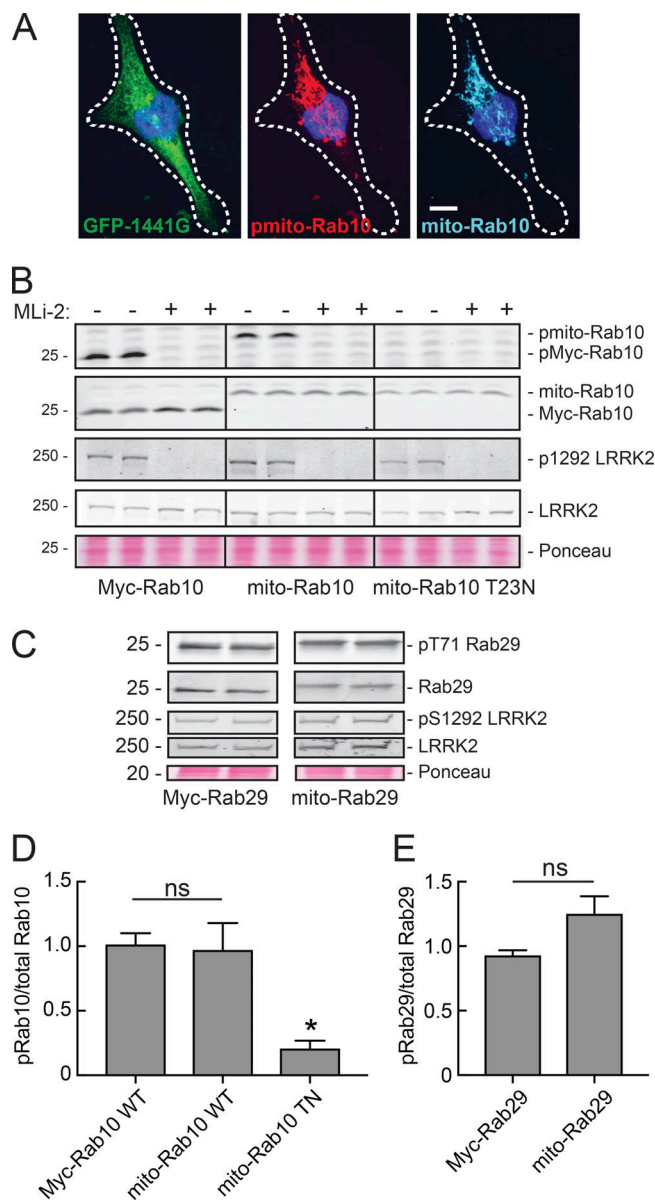 A
GFP-1441G
pmito-Rab10
mito-Rab10
B
MLi-2: - - + + - - + + - - + +
- pmito-Rab10
25 -
- pMyc-Rab10
- mito-Rab10
25 -
- Myc-Rab10
250 - - p1292 LRRK2
250 - - LRRK2
25 - - Ponceau
Myc-Rab10 mito-Rab10 mito-Rab10 T23N
C
25 - - pT71 Rab29
25 - - Rab29
250 - - pS1292 LRRK2
250 - - LRRK2
20 - - Ponceau
Myc-Rab29 mito-Rab29
D
pRab10/total Rab10
1.5
1.0
0.5
0
ns
*
Myc-Rab10 WT
mito-Rab10 WT
mito-Rab10 TN
E
pRab29/total Rab29
1.5
1.0
0.5
0
ns
Myc-Rab29
mito-Rab29